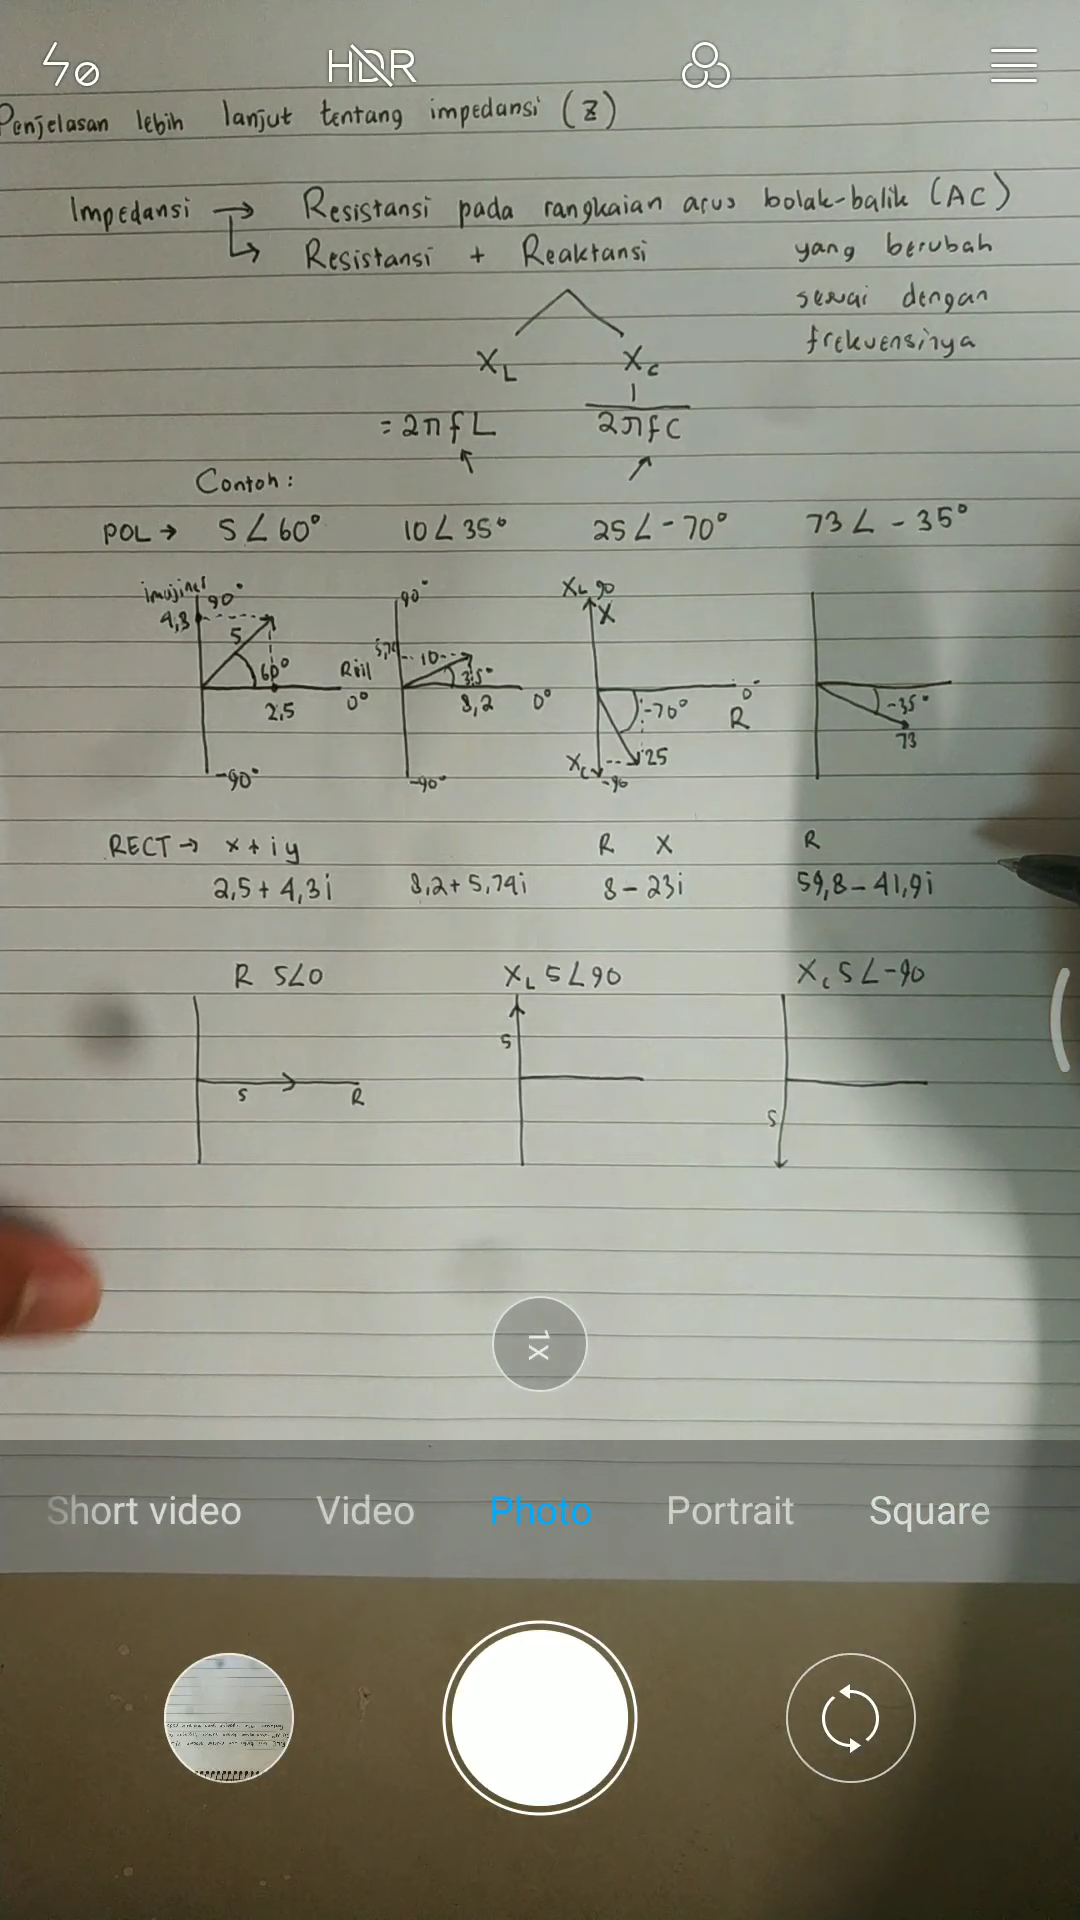 HDR
Penjelasan lebih lanjut tentang impedansi (Z)
Impedansi → Resistansi pada rangkaian arus bolak-balik (AC)
↳ Resistansi + Reaktansi
yang berubah
sesuai dengan
frekuensinya
XL XC
= 2πfL 1/2πfC
Contoh:
POL → 5∠60° 10∠35° 25∠-70° 73∠-35°
imajiner 90° 4,3 5 60° Riil 0° 2,5 -90°
90° 10 35° 8,2 0° -90°
XL 90 X -70° 0° R 25 XC -90
-35° 73
RECT → x + iy R X R
2,5 + 4,3i 8,2 + 5,74i 8 - 23i 59,8 - 41,9i
R 5∠0 XL 5∠90 XC 5∠-90
5 R 5 5
1X
Short video Video Photo Portrait Square